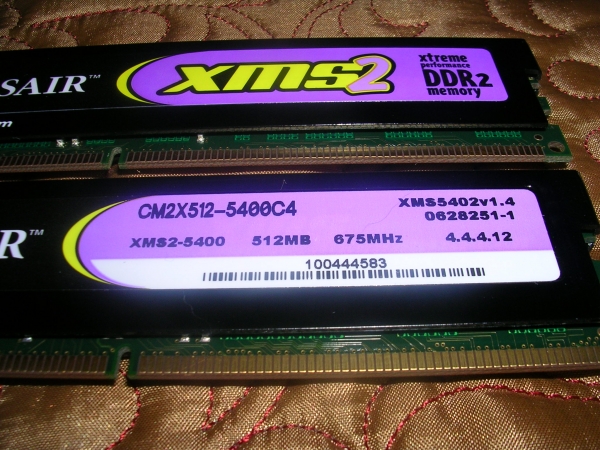 SAIR™
xms2
xtreme
performance
DDR2
memory
m
CM2X512-5400C4
XMS5402v1.4
0628251-1
R™
XMS2-5400 512MB 675MHz 4.4.4.12
100444583